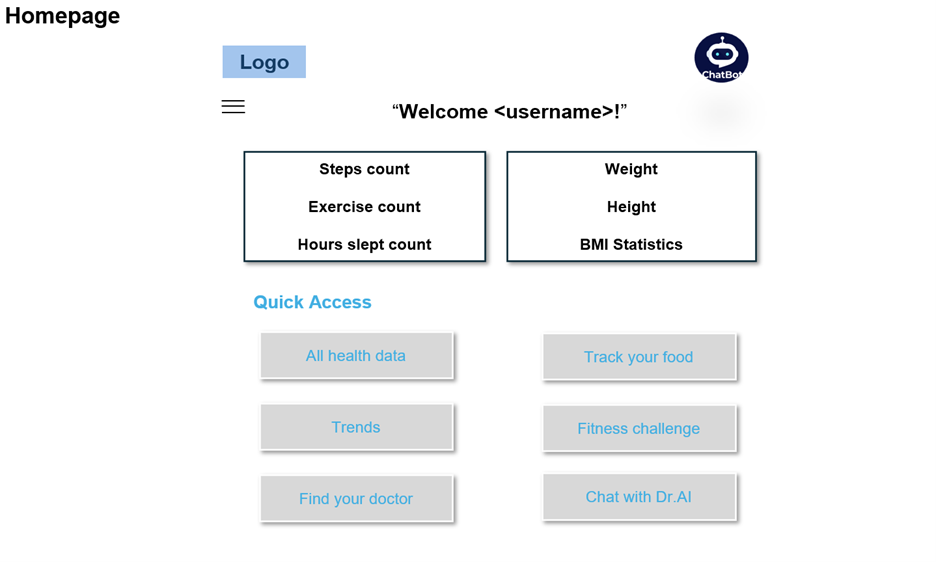 Homepage
Logo
ChatBot
“Welcome <username>!”
Steps count
Exercise count
Hours slept count
Weight
Height
BMI Statistics
Quick Access
All health data
Track your food
Trends
Fitness challenge
Find your doctor
Chat with Dr.AI